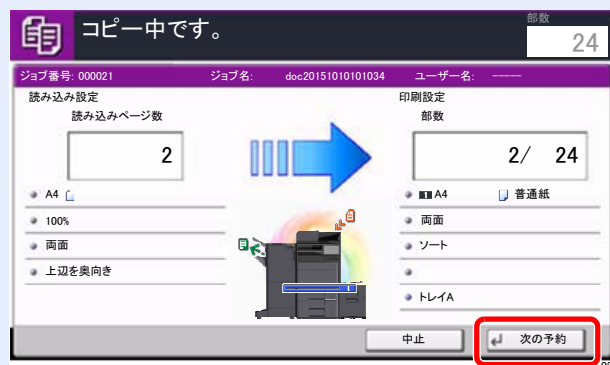 コピー中です。
部数
24
ジョブ番号: 000021 ジョブ名: doc20151010101034 ユーザー名: -----
読み込み設定
読み込みページ数
2
A4
100%
両面
上辺を奥向き
印刷設定
部数
2/ 24
1 A4 普通紙
両面
ソート
トレイA
中止
次の予約